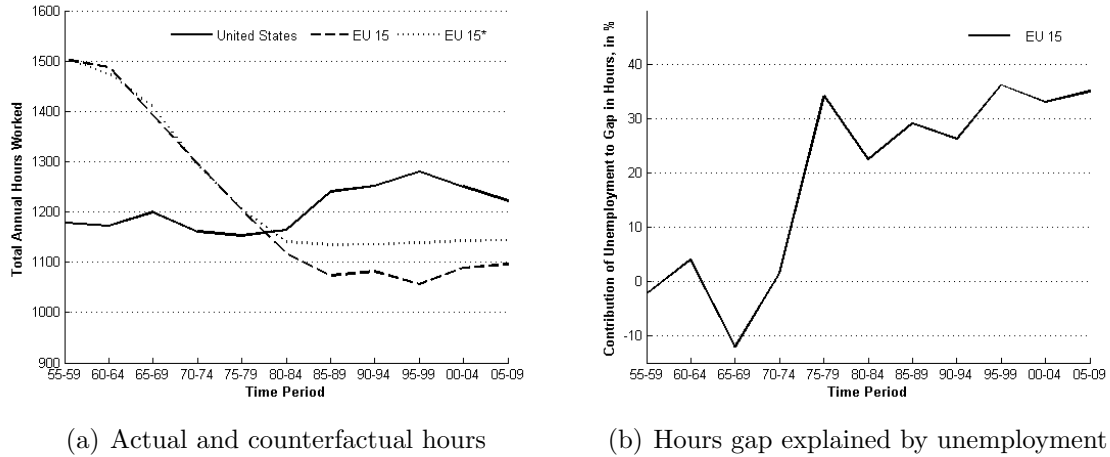 1600
1500
1400
1300
1200
1100
1000
900
Total Annual Hours Worked
United States EU 15 EU 15*
55-59 60-64 65-69 70-74 75-79 80-84 85-89 90-94 95-99 00-04 05-09
Time Period
(a) Actual and counterfactual hours
40
30
20
10
0
-10
Contribution of Unemployment to Gap in Hours, in %
EU 15
55-59 60-64 65-69 70-74 75-79 80-84 85-89 90-94 95-99 00-04 05-09
Time Period
(b) Hours gap explained by unemployment